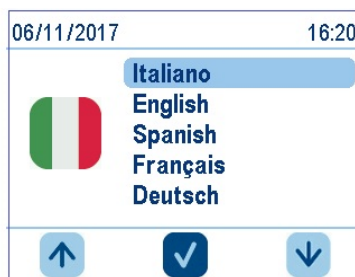 06/11/2017 16:20
Italiano
English
Spanish
Français
Deutsch